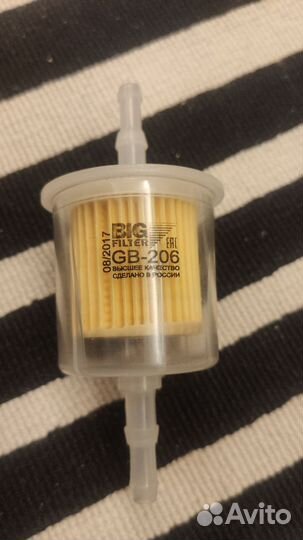 08/2017
BIG
FILTER
EAC
GB-206
ВЫСШЕЕ КАЧЕСТВО
СДЕЛАНО В РОССИИ
Avito